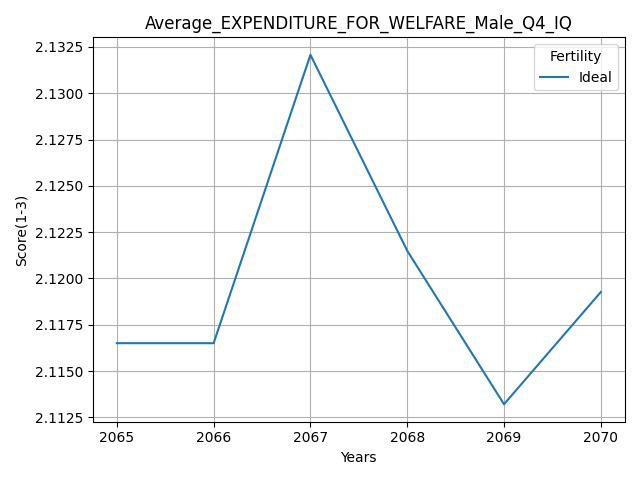 Average_EXPENDITURE_FOR_WELFARE_Male_Q4_IQ
Fertility
Ideal
Score(1-3)
2.1325
2.1300
2.1275
2.1250
2.1225
2.1200
2.1175
2.1150
2.1125
2065 2066 2067 2068 2069 2070
Years